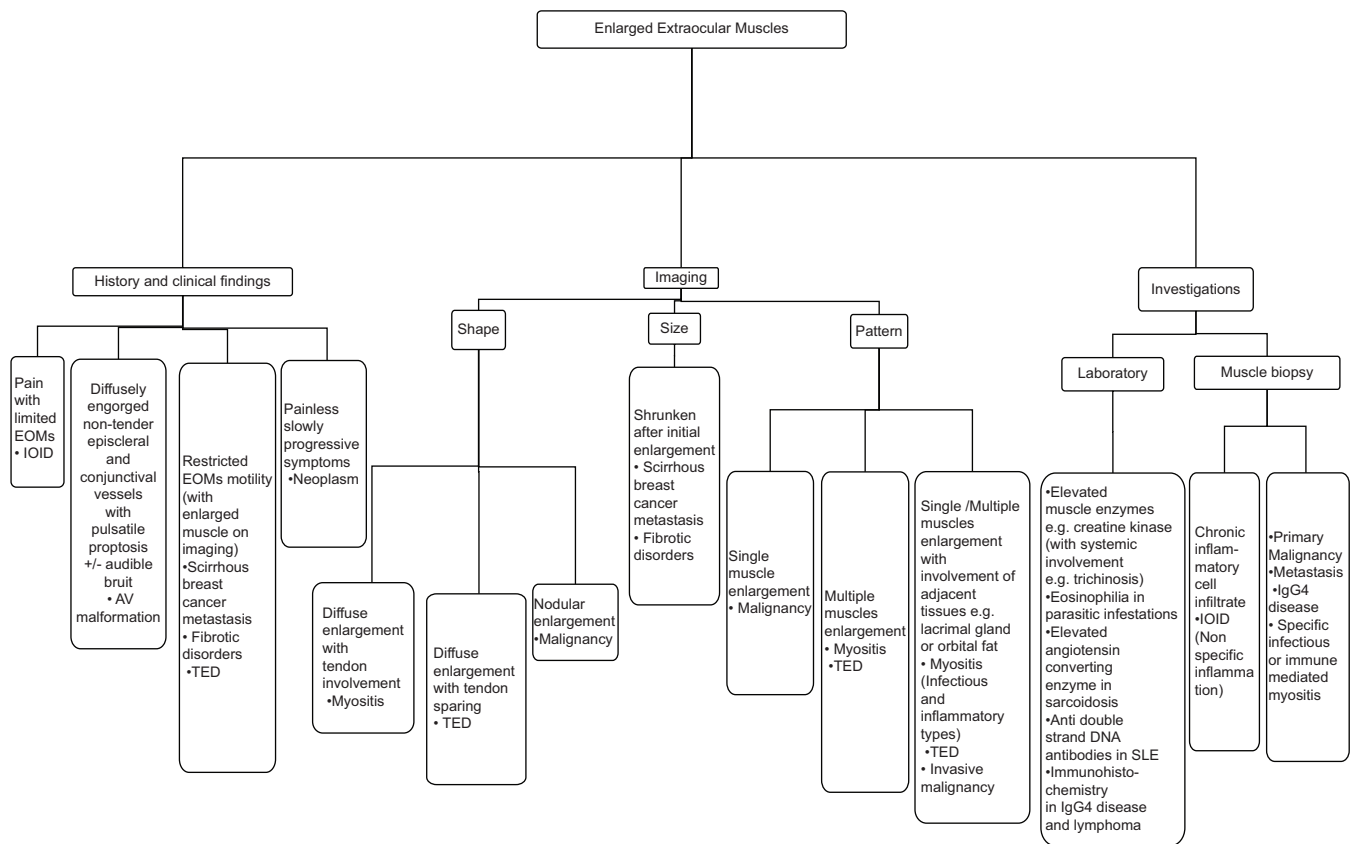 Enlarged Extraocular Muscles
History and clinical findings
Imaging
Investigations
Shape
Size
Pattern
Laboratory
Muscle biopsy
Pain
with
limited
EOMs
• IOID
Diffusely
engorged
non-tender
episcleral
and
conjunctival
vessels
with
pulsatile
proptosis
+/- audible
bruit
• AV
malformation
Restricted
EOMs motility
(with
enlarged
muscle on
imaging)
•Scirrhous
breast
cancer
metastasis
• Fibrotic
disorders
•TED
Painless
slowly
progressive
symptoms
•Neoplasm
Diffuse
enlargement
with
tendon
involvement
•Myositis
Diffuse
enlargement
with tendon
sparing
• TED
Nodular
enlargement
•Malignancy
Shrunken
after initial
enlargement
• Scirrhous
breast
cancer
metastasis
• Fibrotic
disorders
Single
muscle
enlargement
• Malignancy
Multiple
muscles
enlargement
• Myositis
•TED
Single /Multiple
muscles
enlargement
with
involvement of
adjacent
tissues e.g.
lacrimal gland
or orbital fat
• Myositis
(Infectious
and
inflammatory
types)
•TED
• Invasive
malignancy
•Elevated
muscle enzymes
e.g. creatine kinase
(with systemic
involvement
e.g. trichinosis)
•Eosinophilia in
parasitic infestations
•Elevated
angiotensin
converting
enzyme in
sarcoidosis
•Anti double
strand DNA
antibodies in SLE
•Immunohisto-
chemistry
in IgG4 disease
and lymphoma
Chronic
inflam-
matory
cell
infiltrate
•IOID
(Non
specific
inflamma
tion)
•Primary
Malignancy
•Metastasis
•IgG4
disease
• Specific
infectious
or immune
mediated
myositis